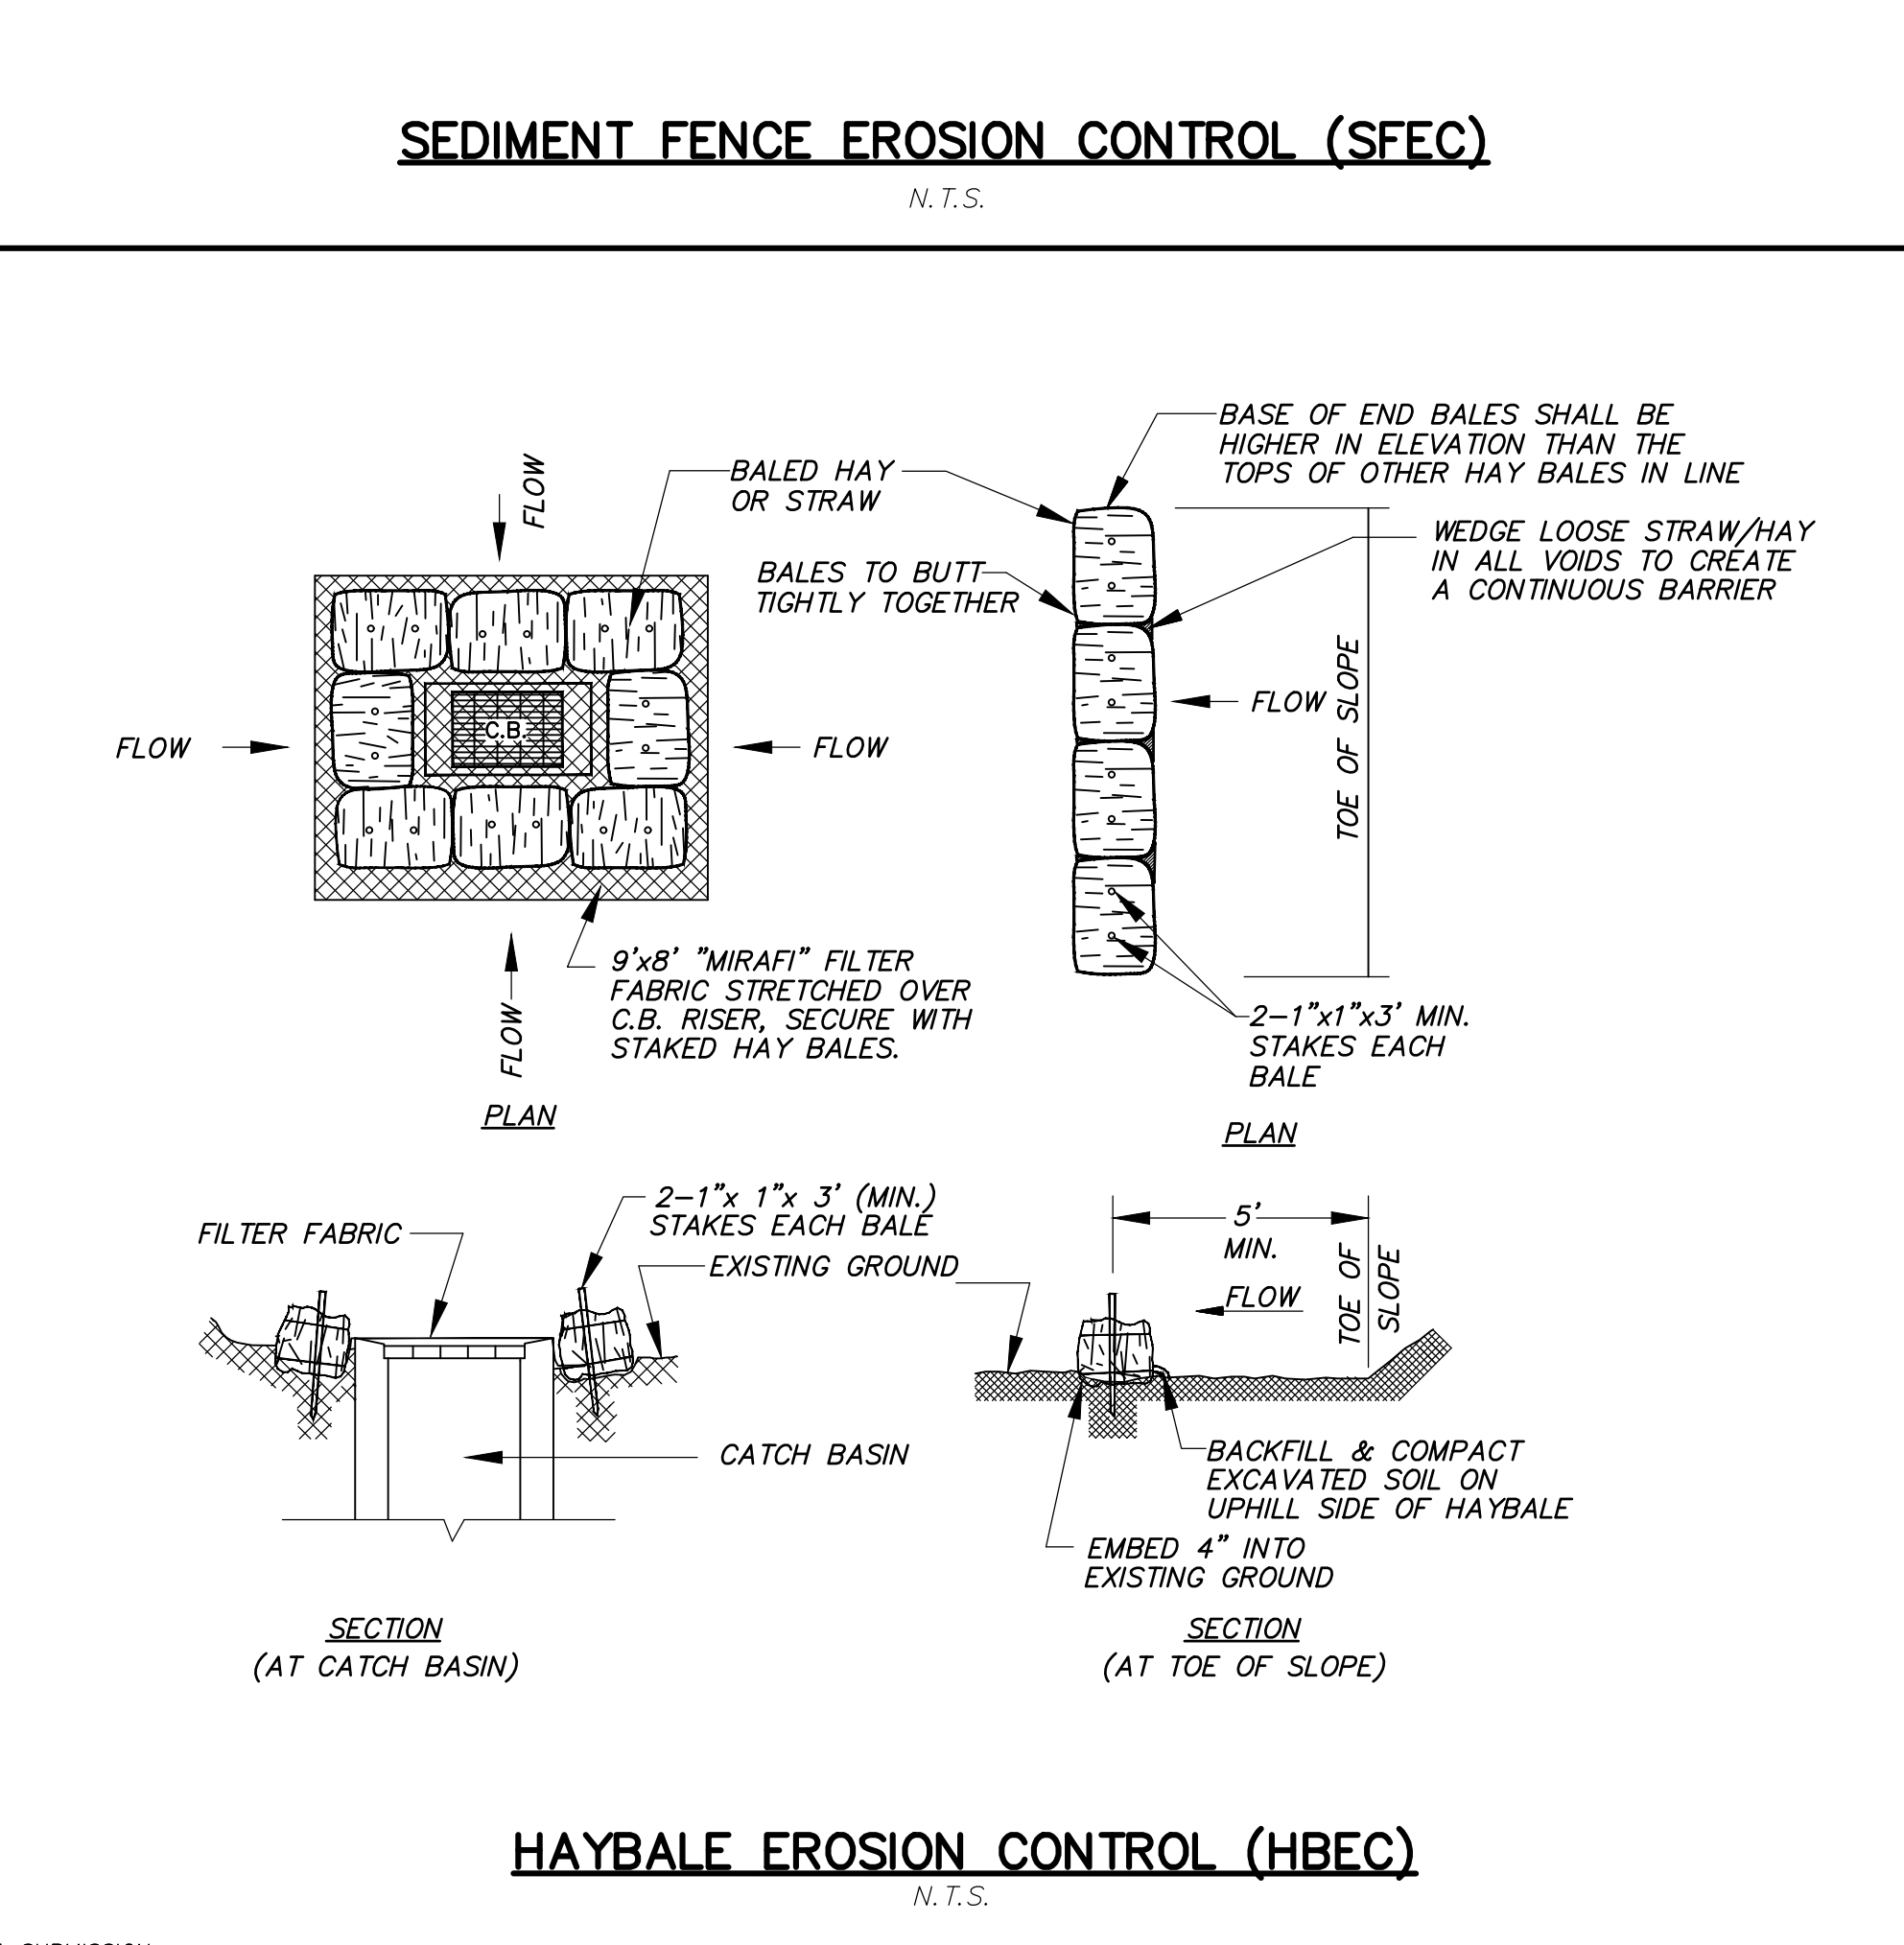 SEDIMENT FENCE EROSION CONTROL (SFEC)
N.T.S.
FLOW
BALED HAY
OR STRAW
BASE OF END BALES SHALL BE
HIGHER IN ELEVATION THAN THE
TOPS OF OTHER HAY BALES IN LINE
BALES TO BUTT
TIGHTLY TOGETHER
WEDGE LOOSE STRAW/HAY
IN ALL VOIDS TO CREATE
A CONTINUOUS BARRIER
FLOW
C.B.
FLOW
FLOW
TOE OF SLOPE
9'x8' "MIRAFI" FILTER
FABRIC STRETCHED OVER
C.B. RISER, SECURE WITH
STAKED HAY BALES.
FLOW
2-1"x1"x3' MIN.
STAKES EACH
BALE
PLAN
PLAN
FILTER FABRIC
2-1"x 1"x 3' (MIN.)
STAKES EACH BALE
EXISTING GROUND
5'
MIN.
FLOW
TOE OF
SLOPE
CATCH BASIN
BACKFILL & COMPACT
EXCAVATED SOIL ON
UPHILL SIDE OF HAYBALE
EMBED 4" INTO
EXISTING GROUND
SECTION
(AT CATCH BASIN)
SECTION
(AT TOE OF SLOPE)
HAYBALE EROSION CONTROL (HBEC)
N.T.S.